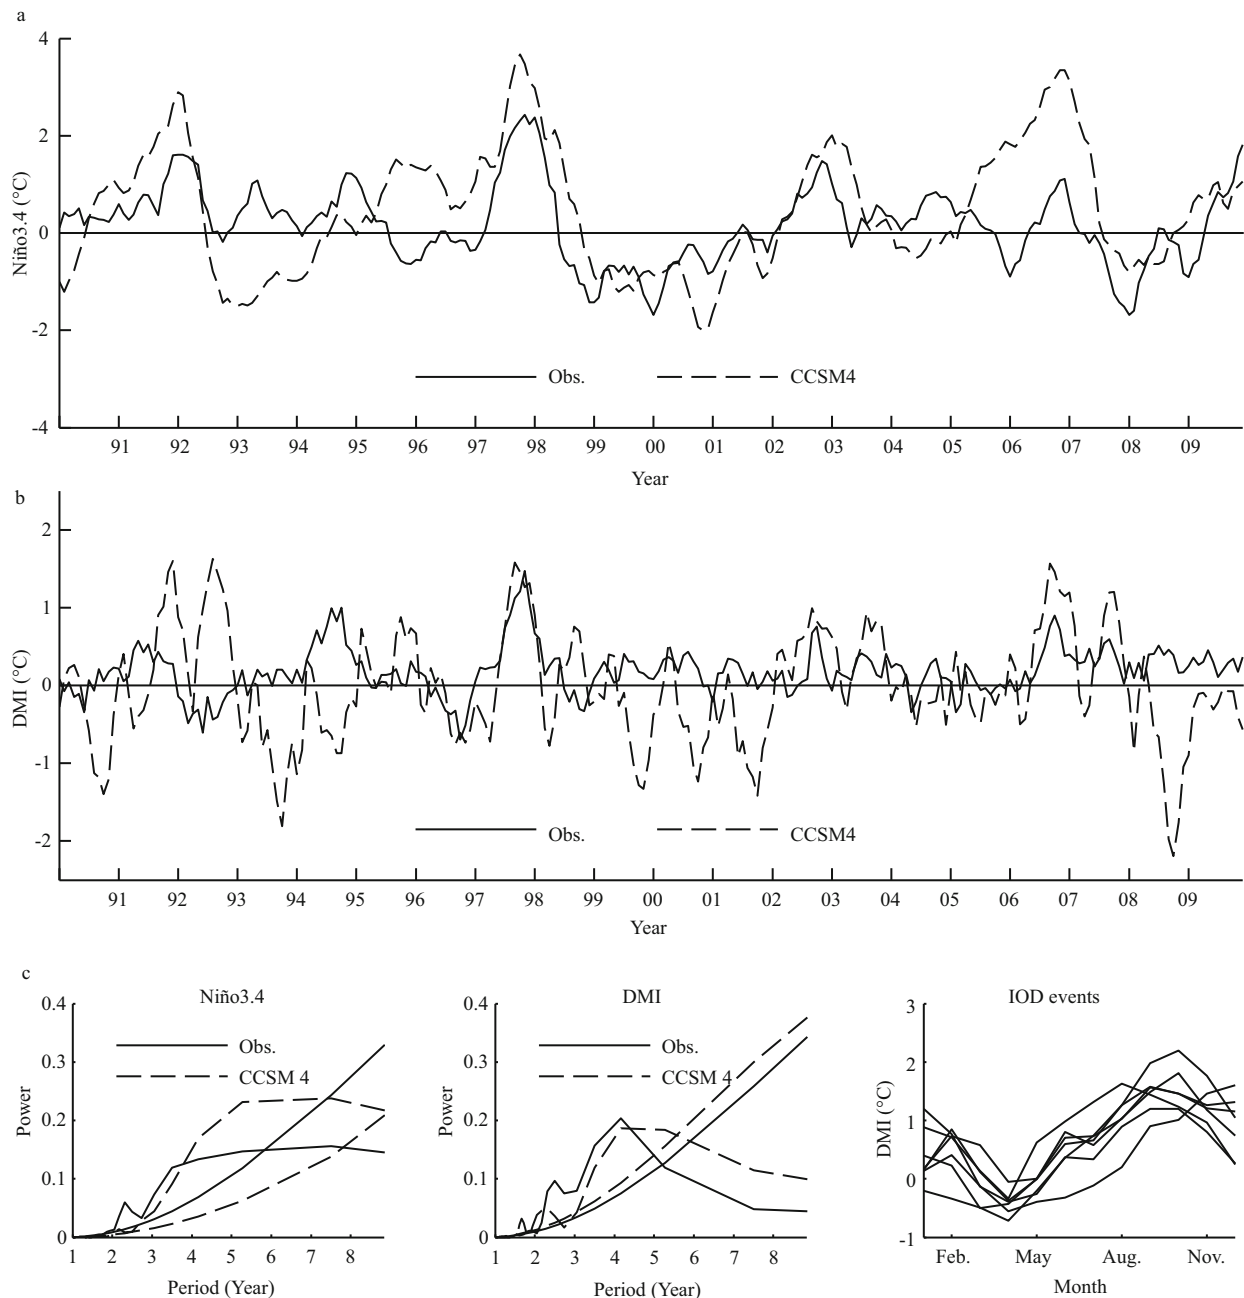 a
4
2
0
-2
-4
Niño3.4 (°C)
Obs. CCSM4
91 92 93 94 95 96 97 98 99 00 01 02 03 04 05 06 07 08 09
Year
b
2
1
0
-1
-2
DMI (°C)
Obs. CCSM4
91 92 93 94 95 96 97 98 99 00 01 02 03 04 05 06 07 08 09
Year
c
Niño3.4
0.4
0.3
0.2
0.1
0
Power
Obs.
CCSM 4
1 2 3 4 5 6 7 8
Period (Year)
DMI
0.4
0.3
0.2
0.1
0
Power
Obs.
CCSM 4
1 2 3 4 5 6 7 8
Period (Year)
IOD events
3
2
1
0
-1
DMI (°C)
Feb. May Aug. Nov.
Month